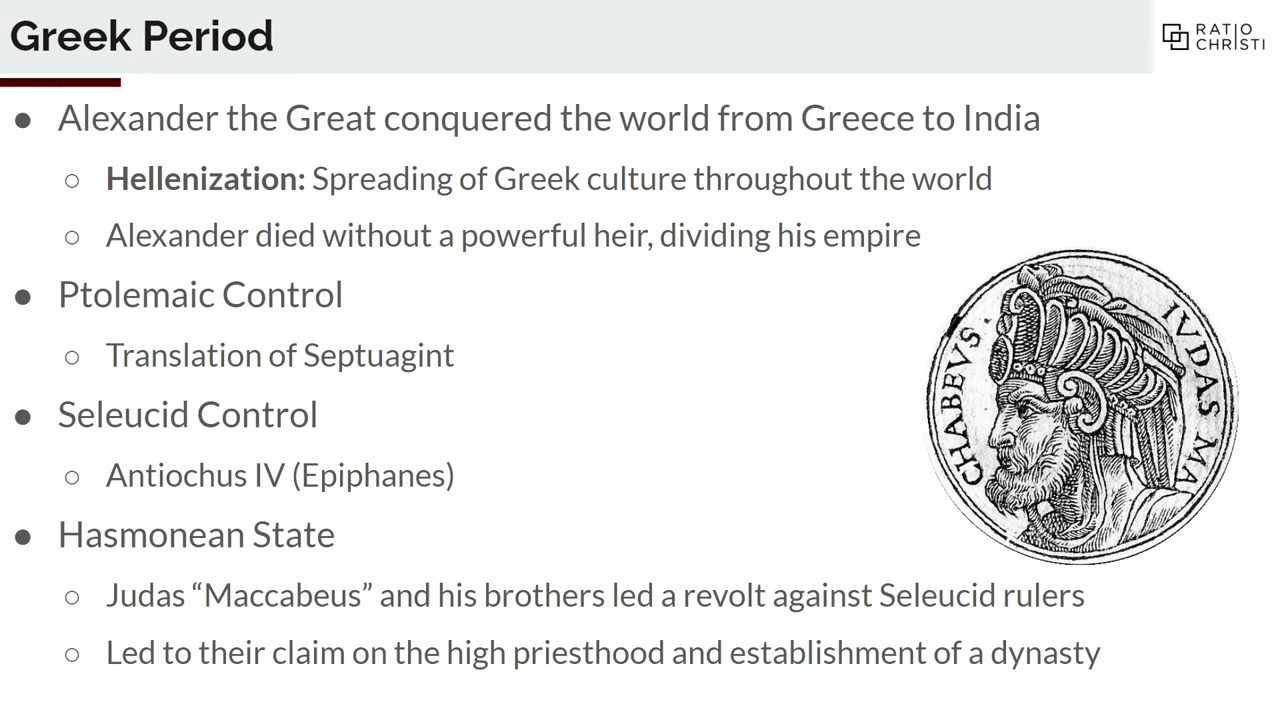 Greek Period
RATIO
CHRISTI
● Alexander the Great conquered the world from Greece to India
○ Hellenization: Spreading of Greek culture throughout the world
○ Alexander died without a powerful heir, dividing his empire
● Ptolemaic Control
○ Translation of Septuagint
● Seleucid Control
○ Antiochus IV (Epiphanes)
● Hasmonean State
○ Judas “Maccabeus” and his brothers led a revolt against Seleucid rulers
○ Led to their claim on the high priesthood and establishment of a dynasty
IVDAS MA
CHABEVS